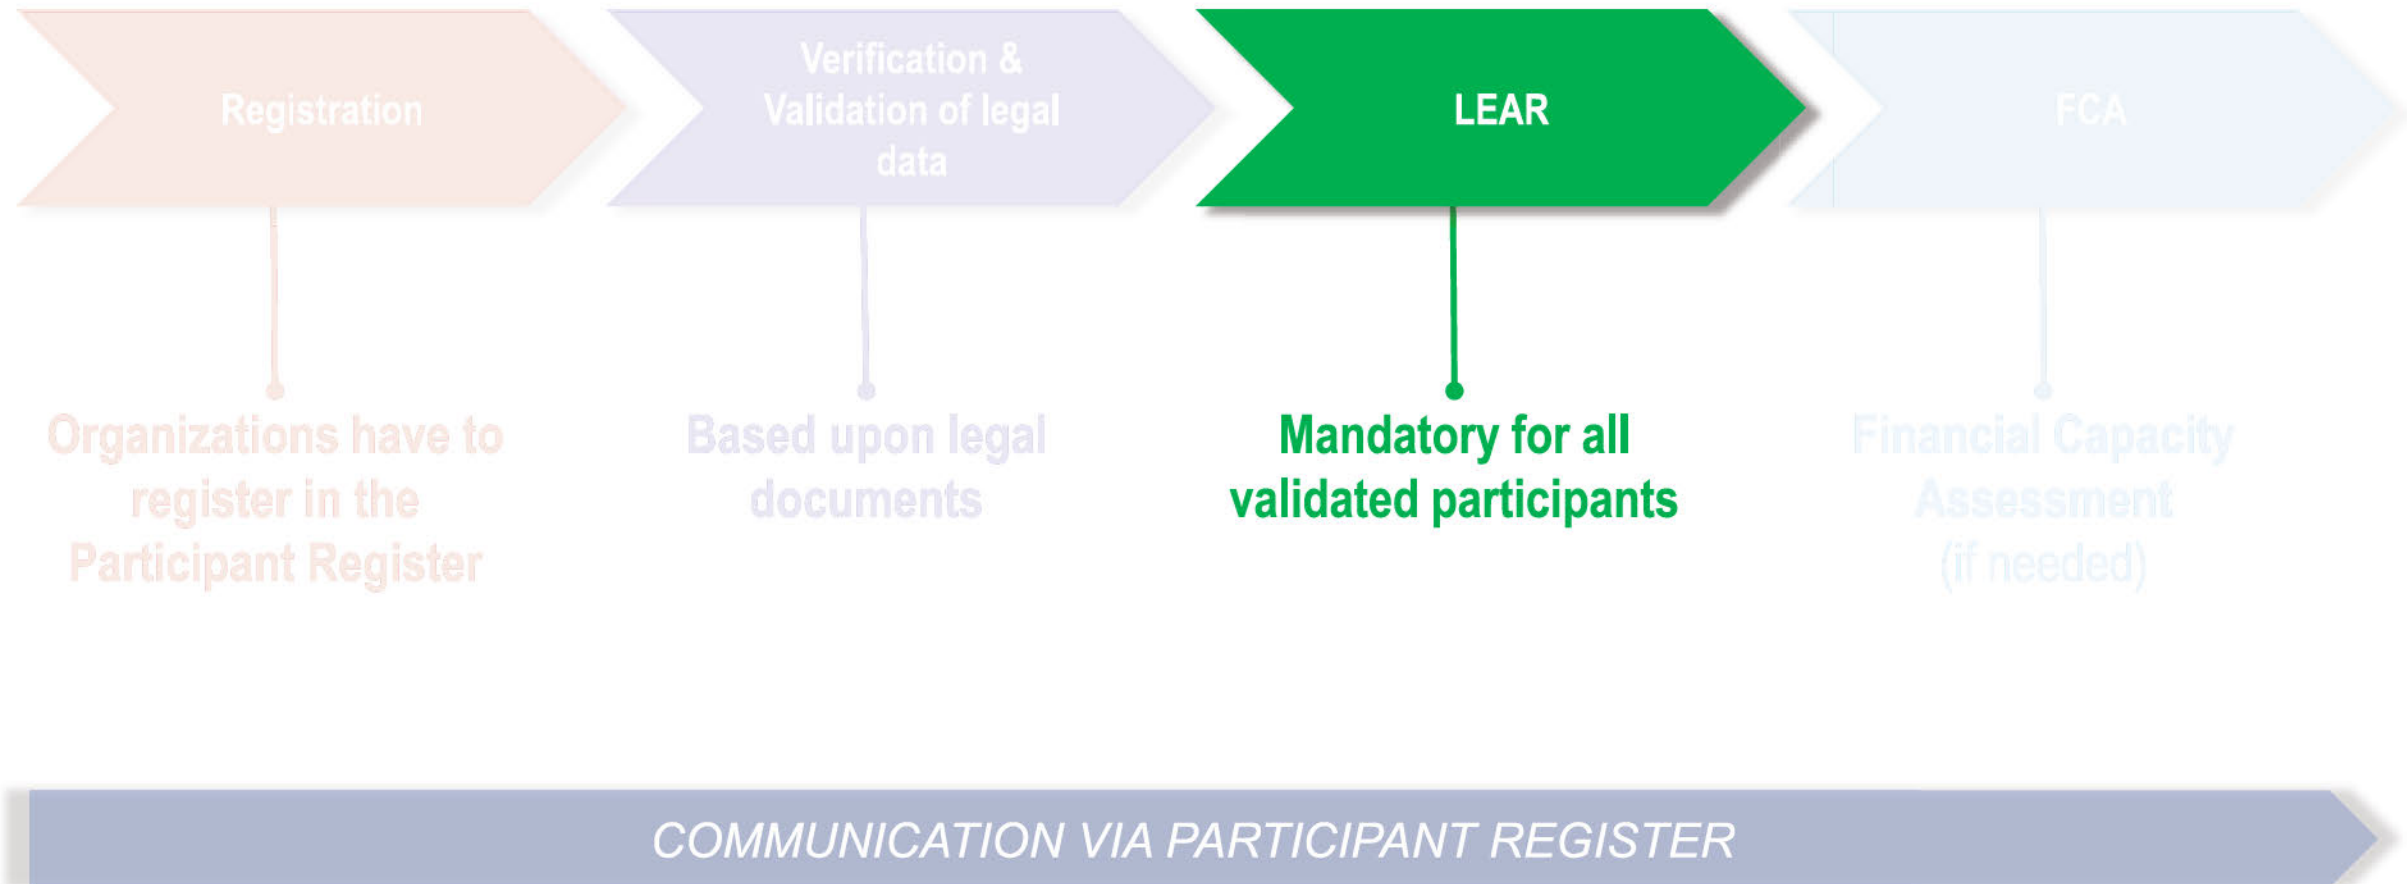 Registration
Verification &
Validation of legal
data
LEAR
FCA
Organizations have to
register in the
Participant Register
Based upon legal
documents
Mandatory for all
validated participants
Financial Capacity
Assessment
(if needed)
COMMUNICATION VIA PARTICIPANT REGISTER